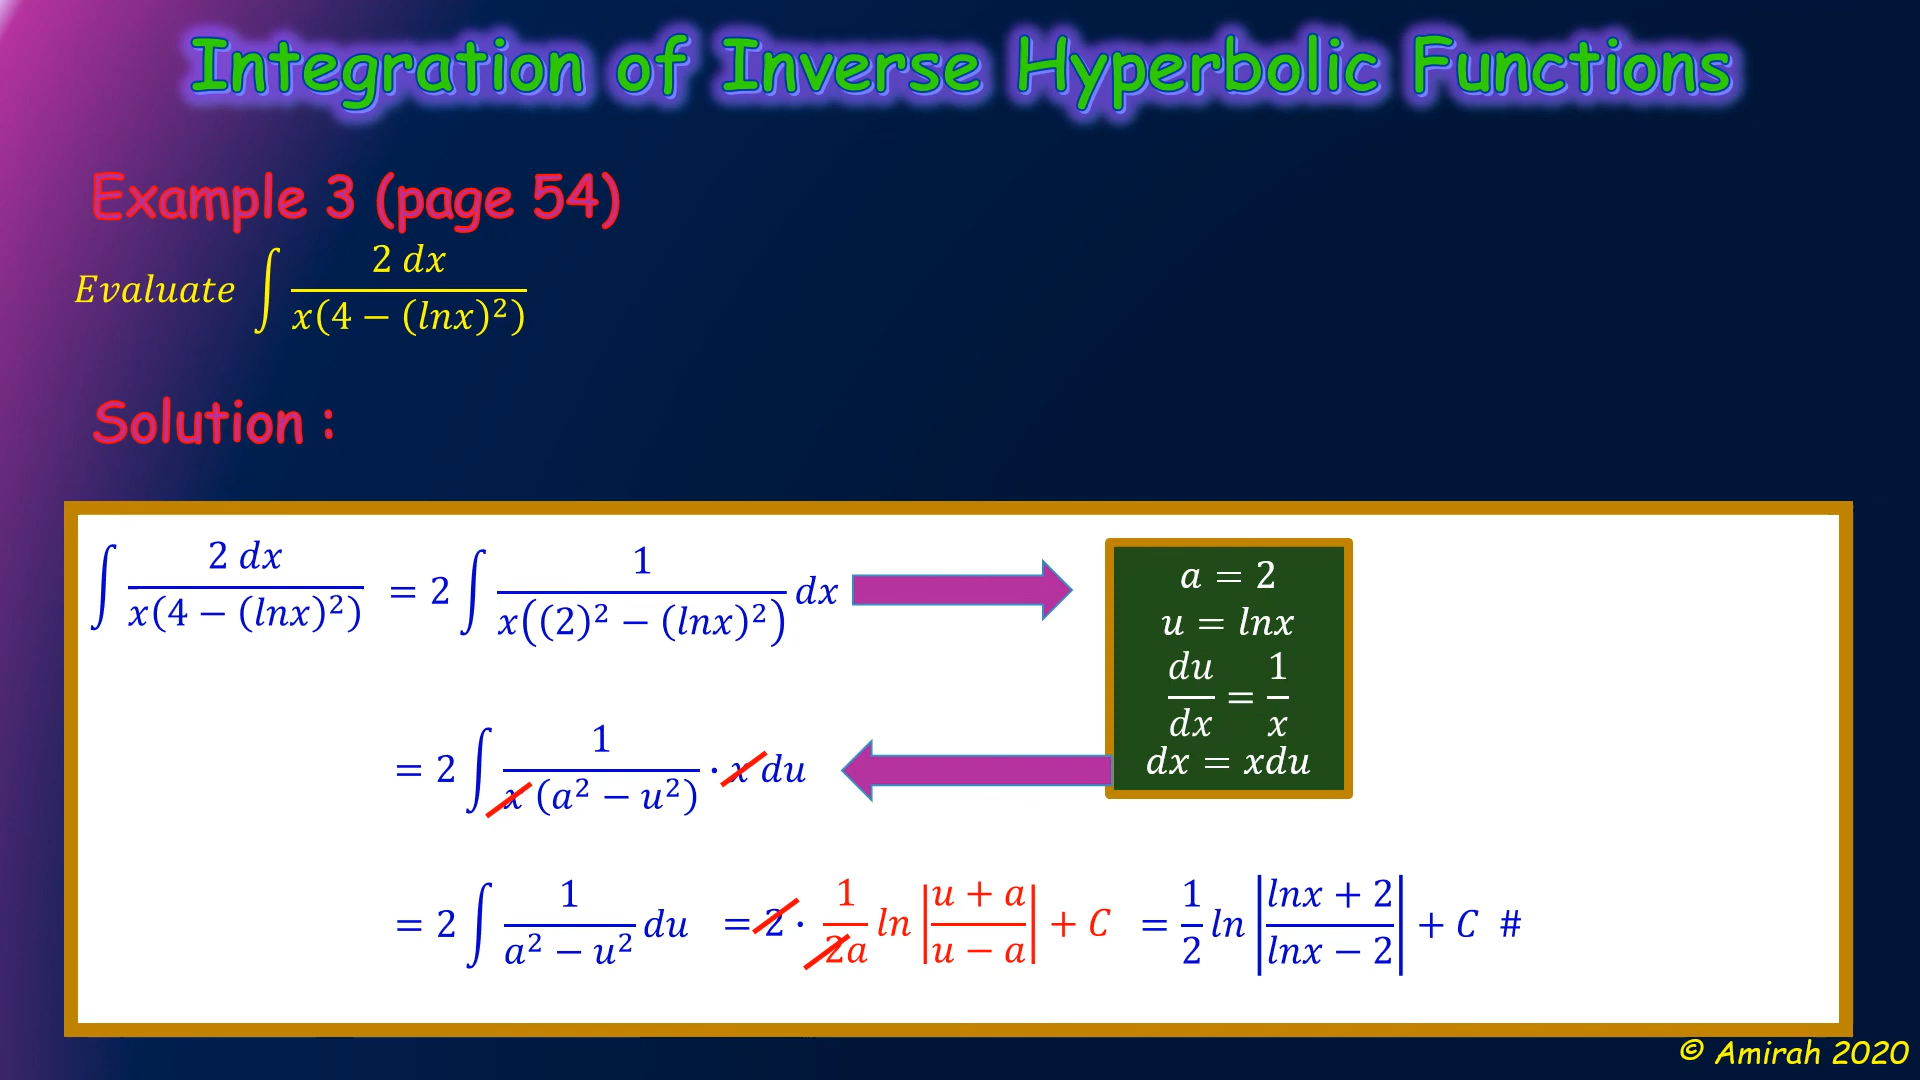 Integration of Inverse Hyperbolic Functions
Example 3 (page 54)
Evaluate ∫ 2 dx / x(4 − (lnx)²)
Solution :
∫ 2 dx / x(4 − (lnx)²) = 2 ∫ 1 / x((2)² − (lnx)²) dx
a = 2
u = lnx
du/dx = 1/x
dx = xdu
= 2 ∫ 1 / x (a² − u²) · x du
= 2 ∫ 1 / a² − u² du = 2 · 1/2a ln |u + a / u − a| + C = 1/2 ln |lnx + 2 / lnx − 2| + C #
© Amirah 2020